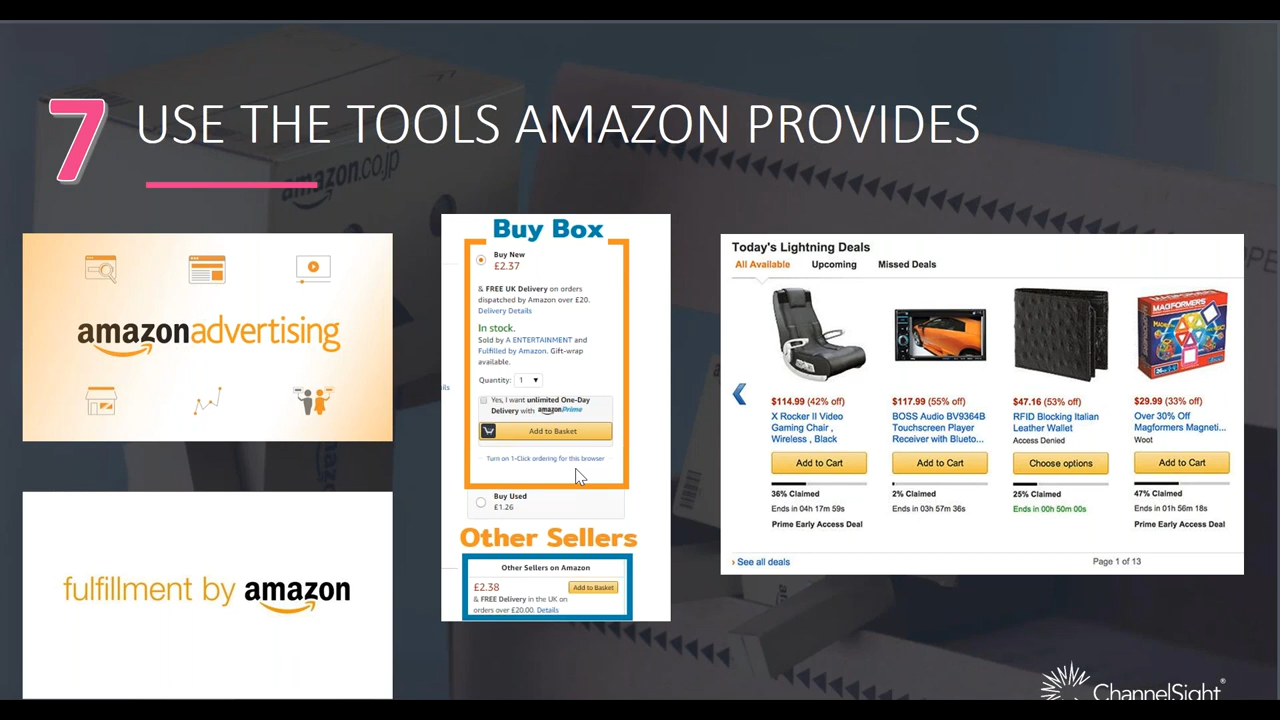 7 USE THE TOOLS AMAZON PROVIDES
amazon.co.jp
amazonadvertising
fulfillment by amazon
Buy Box
Buy New
£2.37
& FREE UK Delivery on orders
dispatched by Amazon over £20.
Delivery Details
In stock.
Sold by A ENTERTAINMENT and
Fulfilled by Amazon. Gift-wrap
available.
Quantity: 1
Yes, I want unlimited One-Day
Delivery with amazonPrime
Add to Basket
Turn on 1-Click ordering for this browser
Buy Used
£1.26
Other Sellers
Other Sellers on Amazon
£2.38
Add to Basket
& FREE Delivery in the UK on
orders over £20.00. Details
Today's Lightning Deals
All Available Upcoming Missed Deals
$114.99 (42% off)
X Rocker II Video
Gaming Chair ,
Wireless , Black
Add to Cart
36% Claimed
Ends in 04h 17m 59s
Prime Early Access Deal
$117.99 (55% off)
BOSS Audio BV9364B
Touchscreen Player
Receiver with Blueto...
Add to Cart
2% Claimed
Ends in 03h 57m 36s
$47.16 (53% off)
RFID Blocking Italian
Leather Wallet
Access Denied
Choose options
25% Claimed
Ends in 00h 50m 00s
$29.99 (33% off)
Over 30% Off
Magformers Magneti...
Woot
Add to Cart
47% Claimed
Ends in 01h 56m 18s
Prime Early Access Deal
MAGFORMERS
See all deals
Page 1 of 13
ChannelSight®